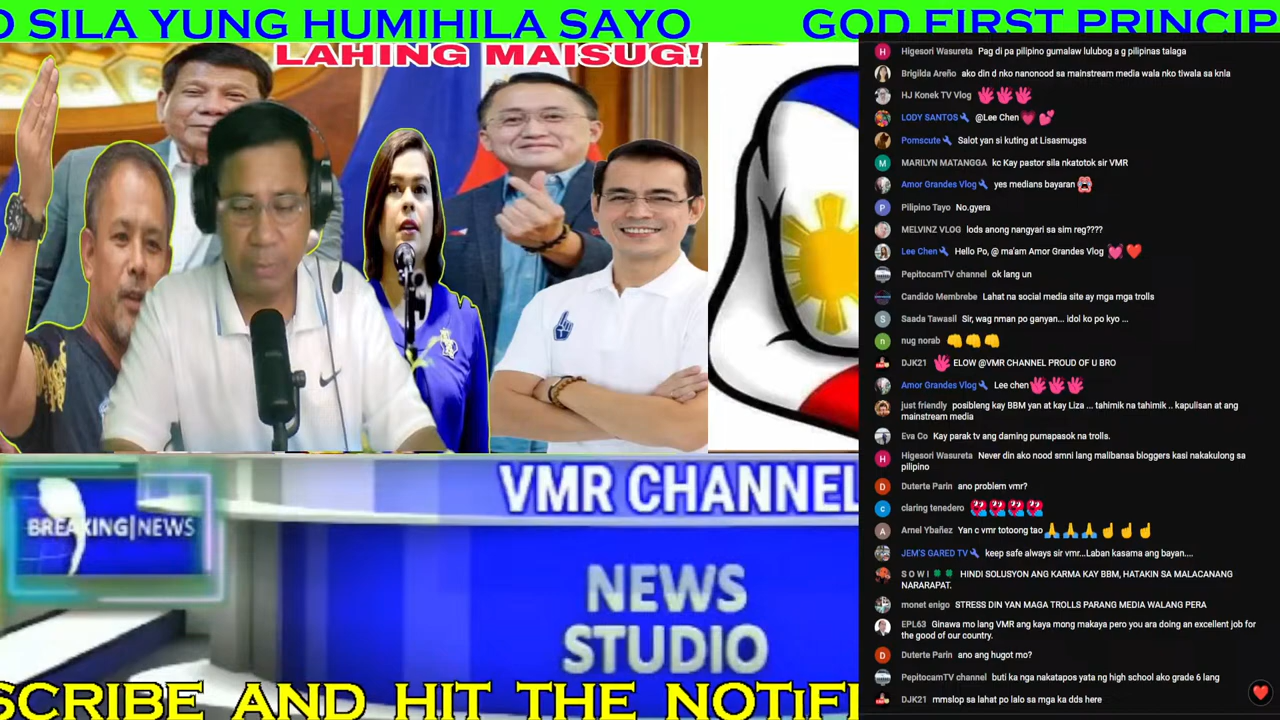 O SILA YUNG HUMIHILA SAYO GOD FIRST PRINCIP
LAHING MAISUG!
BREAKING|NEWS
VMR CHANNEL
NEWS
STUDIO
SCRIBE AND HIT THE NOTIFI
Higesori Wasureta Pag di pa pilipino gumalaw lulubog a g pilipinas talaga
Brigilda Areño ako din d nko nanonood sa mainstream media wala nko tiwala sa knla
HJ Konek TV Vlog
LODY SANTOS @Lee Chen
Pomscute Salot yan si kuting at Lisasmugss
M MARILYN MATANGGA kc Kay pastor sila nkatotok sir VMR
Amor Grandes Vlog yes medians bayaran
P Pilipino Tayo No.gyera
MELVINZ VLOG lods anong nangyari sa sim reg????
Lee Chen Hello Po, @ ma'am Amor Grandes Vlog
PepitocamTV channel ok lang un
Candido Membrebe Lahat na social media site ay mga mga trolls
S Saada Tawasil Sir, wag nman po ganyan... idol ko po kyo ...
n nug norab
DJK21 ELOW @VMR CHANNEL PROUD OF U BRO
Amor Grandes Vlog Lee chen
just friendly posibleng kay BBM yan at kay Liza ... tahimik na tahimik .. kapulisan at ang
mainstream media
Eva Co Kay parak tv ang daming pumapasok na trolls.
H Higesori Wasureta Never din ako nood smni lang malibansa bloggers kasi nakakulong sa
pilipino
D Duterte Parin ano problem vmr?
c claring tenedero
A Arnel Ybañez Yan c vmr totoong tao
JEM'S GARED TV keep safe always sir vmr...Laban kasama ang bayan....
S O W I HINDI SOLUSYON ANG KARMA KAY BBM, HATAKIN SA MALACANANG
NARARAPAT.
monet enigo STRESS DIN YAN MAGA TROLLS PARANG MEDIA WALANG PERA
EPL63 Ginawa mo lang VMR ang kaya mong makaya pero you ara doing an excellent job for
the good of our country.
D Duterte Parin ano ang hugot mo?
PepitocamTV channel buti ka nga nakatapos yata ng high school ako grade 6 lang
DJK21 mmslop sa lahat po lalo sa mga ka dds here